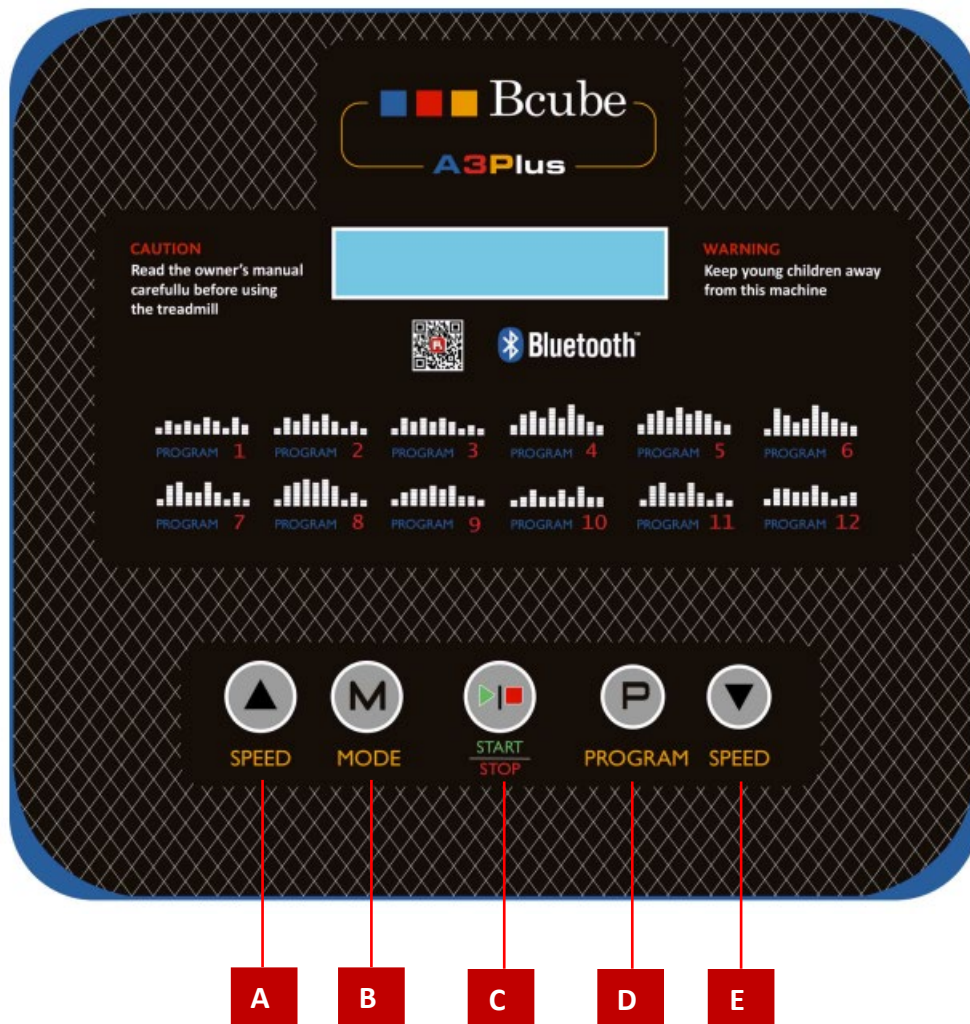 Bcube
A3Plus
CAUTION
Read the owner's manual
carefullu before using
the treadmill
WARNING
Keep young children away
from this machine
Bluetooth™
PROGRAM 1 PROGRAM 2 PROGRAM 3 PROGRAM 4 PROGRAM 5 PROGRAM 6
PROGRAM 7 PROGRAM 8 PROGRAM 9 PROGRAM 10 PROGRAM 11 PROGRAM 12
M P
SPEED MODE START PROGRAM SPEED
STOP
A B C D E